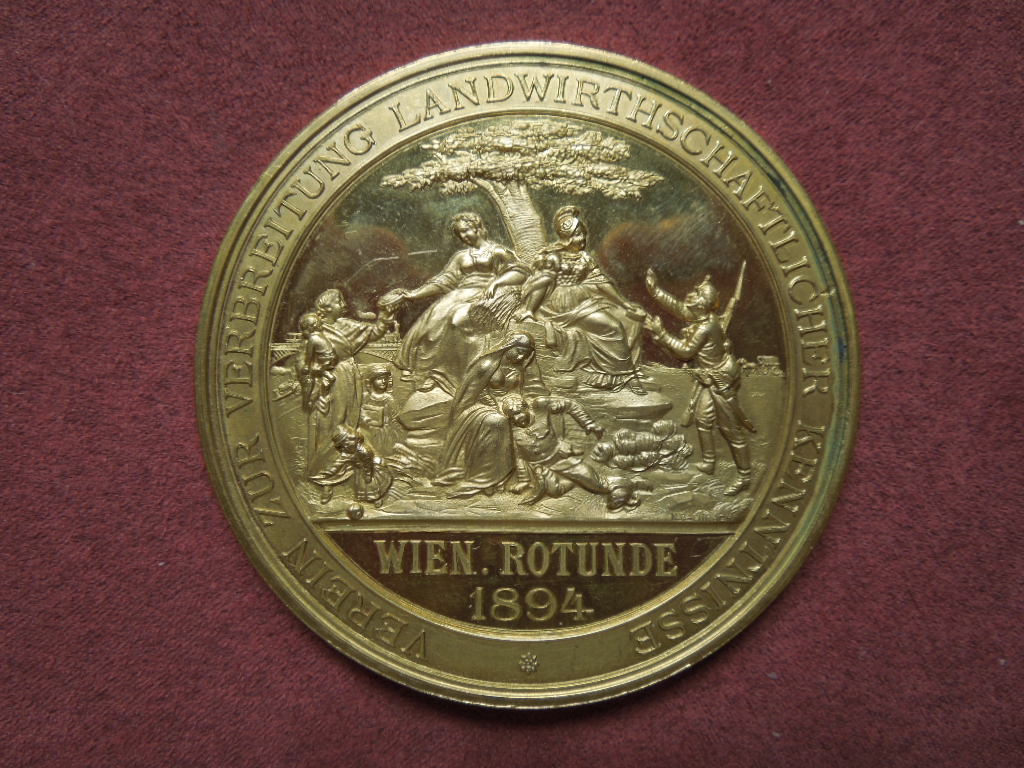 VEREIN ZUR VERBREITUNG LANDWIRTHSCHAFTLICHER KENNTNISSE
WIEN. ROTUNDE
1894